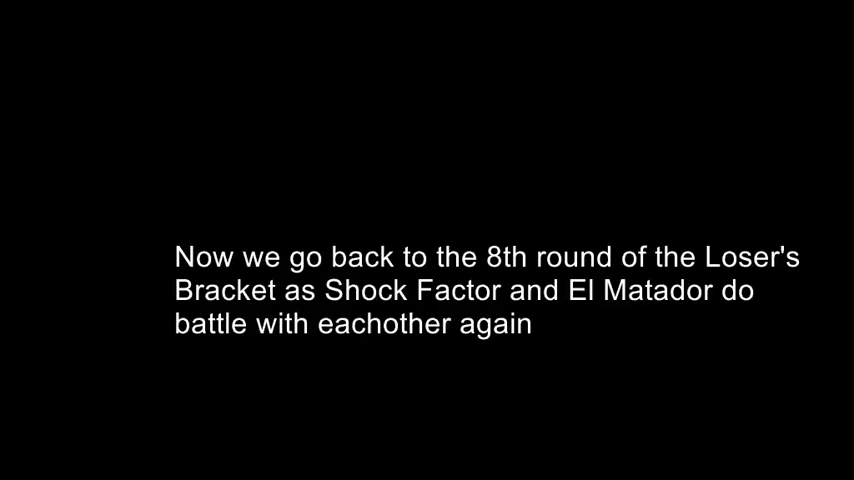 Now we go back to the 8th round of the Loser's
Bracket as Shock Factor and El Matador do
battle with eachother again